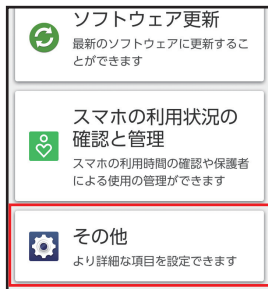 ソフトウェア更新
最新のソフトウェアに更新するこ
とができます
スマホの利用状況の
確認と管理
スマホの利用時間の確認や保護者
による使用の管理ができます
その他
より詳細な項目を設定できます